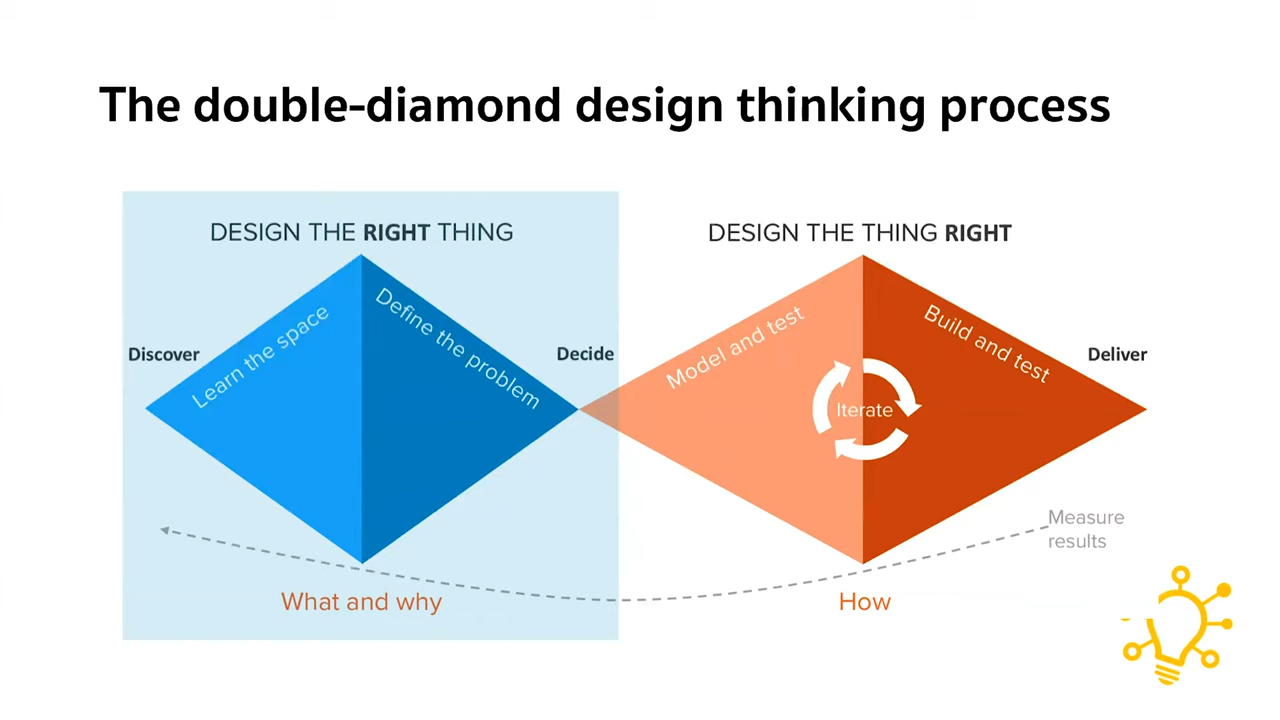 The double-diamond design thinking process
DESIGN THE RIGHT THING
DESIGN THE THING RIGHT
Discover
Learn the space
Define the problem
Decide
Model and test
Build and test
Deliver
Iterate
Measure
results
What and why
How